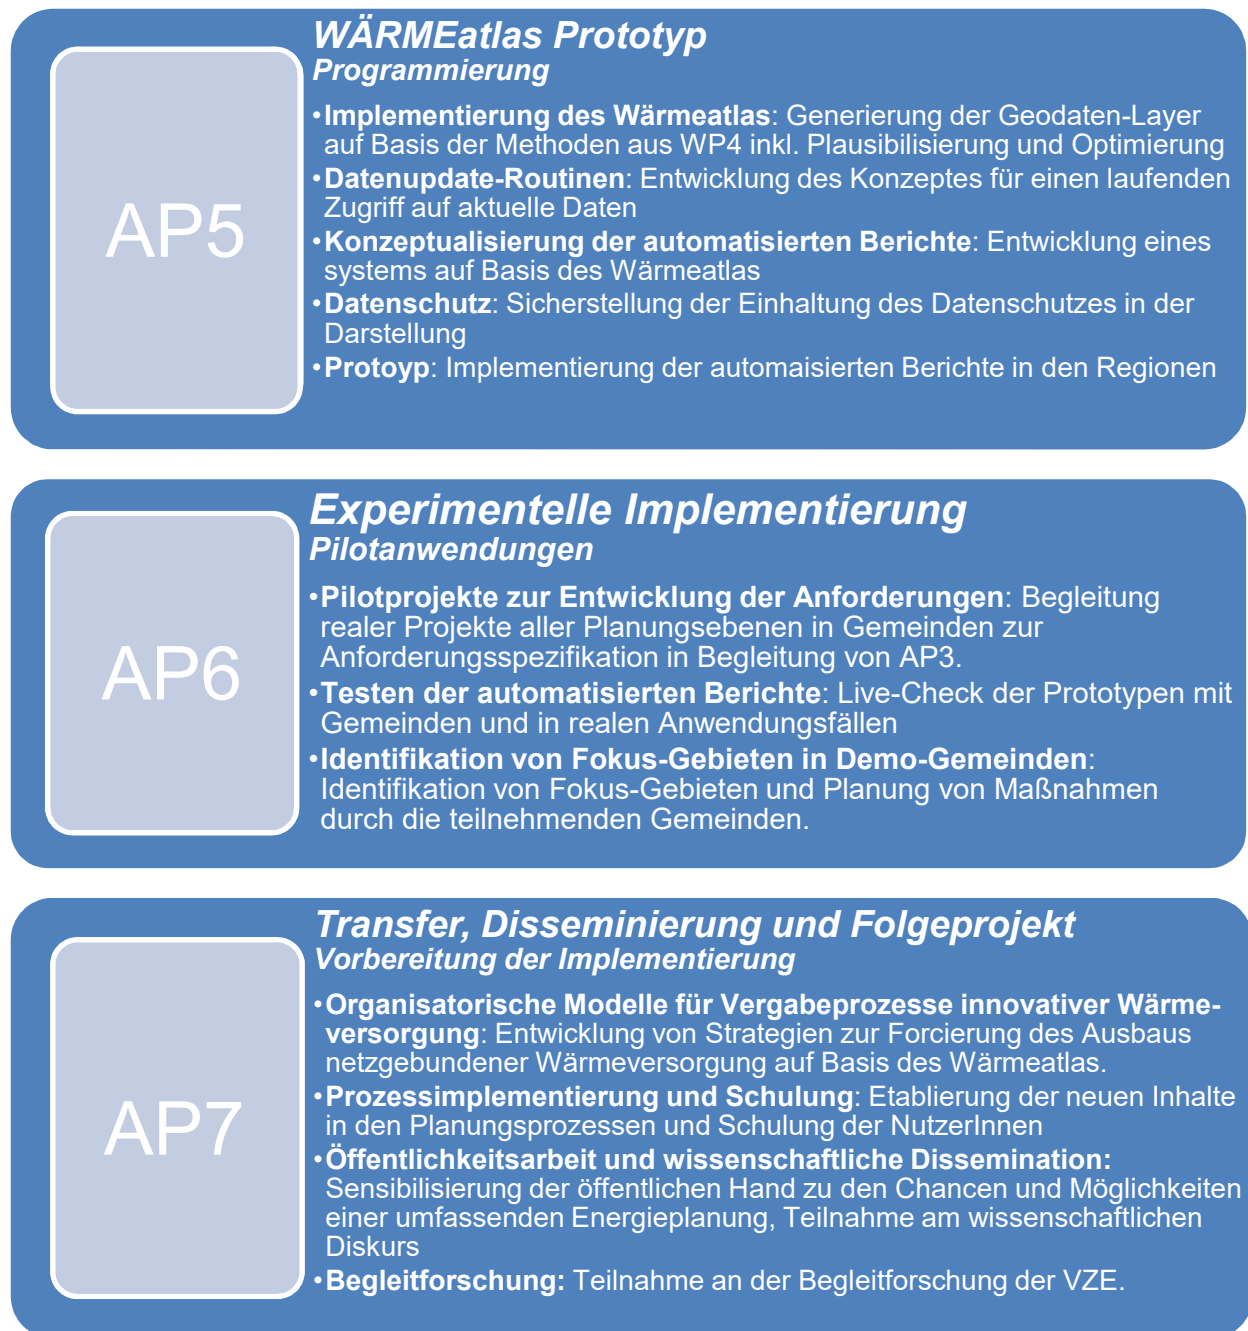 AP5
WÄRMEatlas Prototyp
Programmierung
•Implementierung des Wärmeatlas: Generierung der Geodaten-Layer
auf Basis der Methoden aus WP4 inkl. Plausibilisierung und Optimierung
•Datenupdate-Routinen: Entwicklung des Konzeptes für einen laufenden
Zugriff auf aktuelle Daten
•Konzeptualisierung der automatisierten Berichte: Entwicklung eines
systems auf Basis des Wärmeatlas
•Datenschutz: Sicherstellung der Einhaltung des Datenschutzes in der
Darstellung
•Protoyp: Implementierung der automaisierten Berichte in den Regionen
AP6
Experimentelle Implementierung
Pilotanwendungen
•Pilotprojekte zur Entwicklung der Anforderungen: Begleitung
realer Projekte aller Planungsebenen in Gemeinden zur
Anforderungsspezifikation in Begleitung von AP3.
•Testen der automatisierten Berichte: Live-Check der Prototypen mit
Gemeinden und in realen Anwendungsfällen
•Identifikation von Fokus-Gebieten in Demo-Gemeinden:
Identifikation von Fokus-Gebieten und Planung von Maßnahmen
durch die teilnehmenden Gemeinden.
AP7
Transfer, Disseminierung und Folgeprojekt
Vorbereitung der Implementierung
•Organisatorische Modelle für Vergabeprozesse innovativer Wärme-
versorgung: Entwicklung von Strategien zur Forcierung des Ausbaus
netzgebundener Wärmeversorgung auf Basis des Wärmeatlas.
•Prozessimplementierung und Schulung: Etablierung der neuen Inhalte
in den Planungsprozessen und Schulung der NutzerInnen
•Öffentlichkeitsarbeit und wissenschaftliche Dissemination:
Sensibilisierung der öffentlichen Hand zu den Chancen und Möglichkeiten
einer umfassenden Energieplanung, Teilnahme am wissenschaftlichen
Diskurs
•Begleitforschung: Teilnahme an der Begleitforschung der VZE.